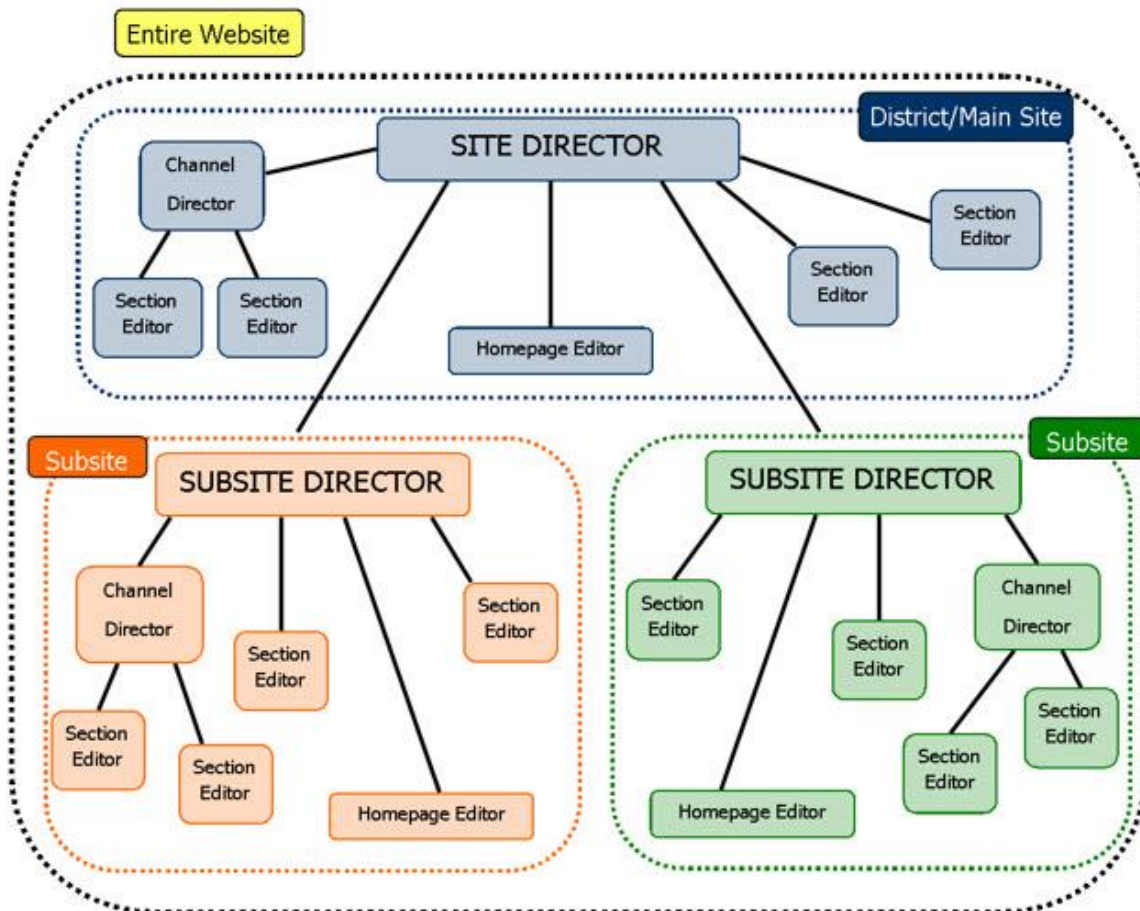 Entire Website
District/Main Site
SITE DIRECTOR
Channel
Director
Section
Editor
Section
Editor
Homepage Editor
Section
Editor
Section
Editor
Subsite
SUBSITE DIRECTOR
Channel
Director
Section
Editor
Section
Editor
Section
Editor
Homepage Editor
Section
Editor
Subsite
SUBSITE DIRECTOR
Section
Editor
Homepage Editor
Section
Editor
Channel
Director
Section
Editor
Section
Editor